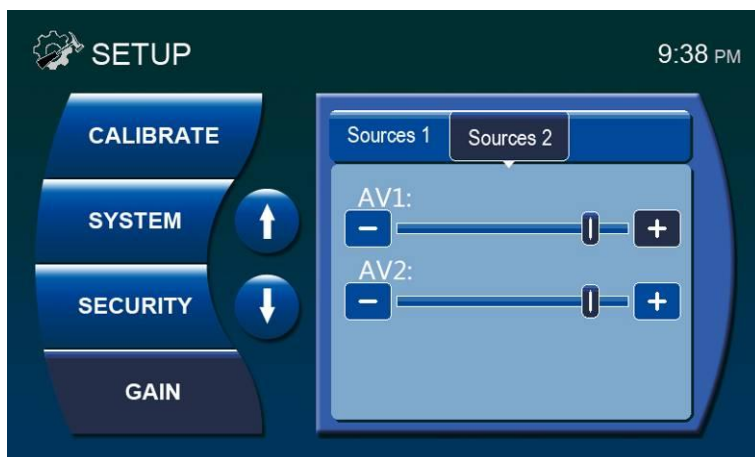 SETUP
9:38 PM
CALIBRATE
SYSTEM
SECURITY
GAIN
Sources 1
Sources 2
AV1:
AV2: